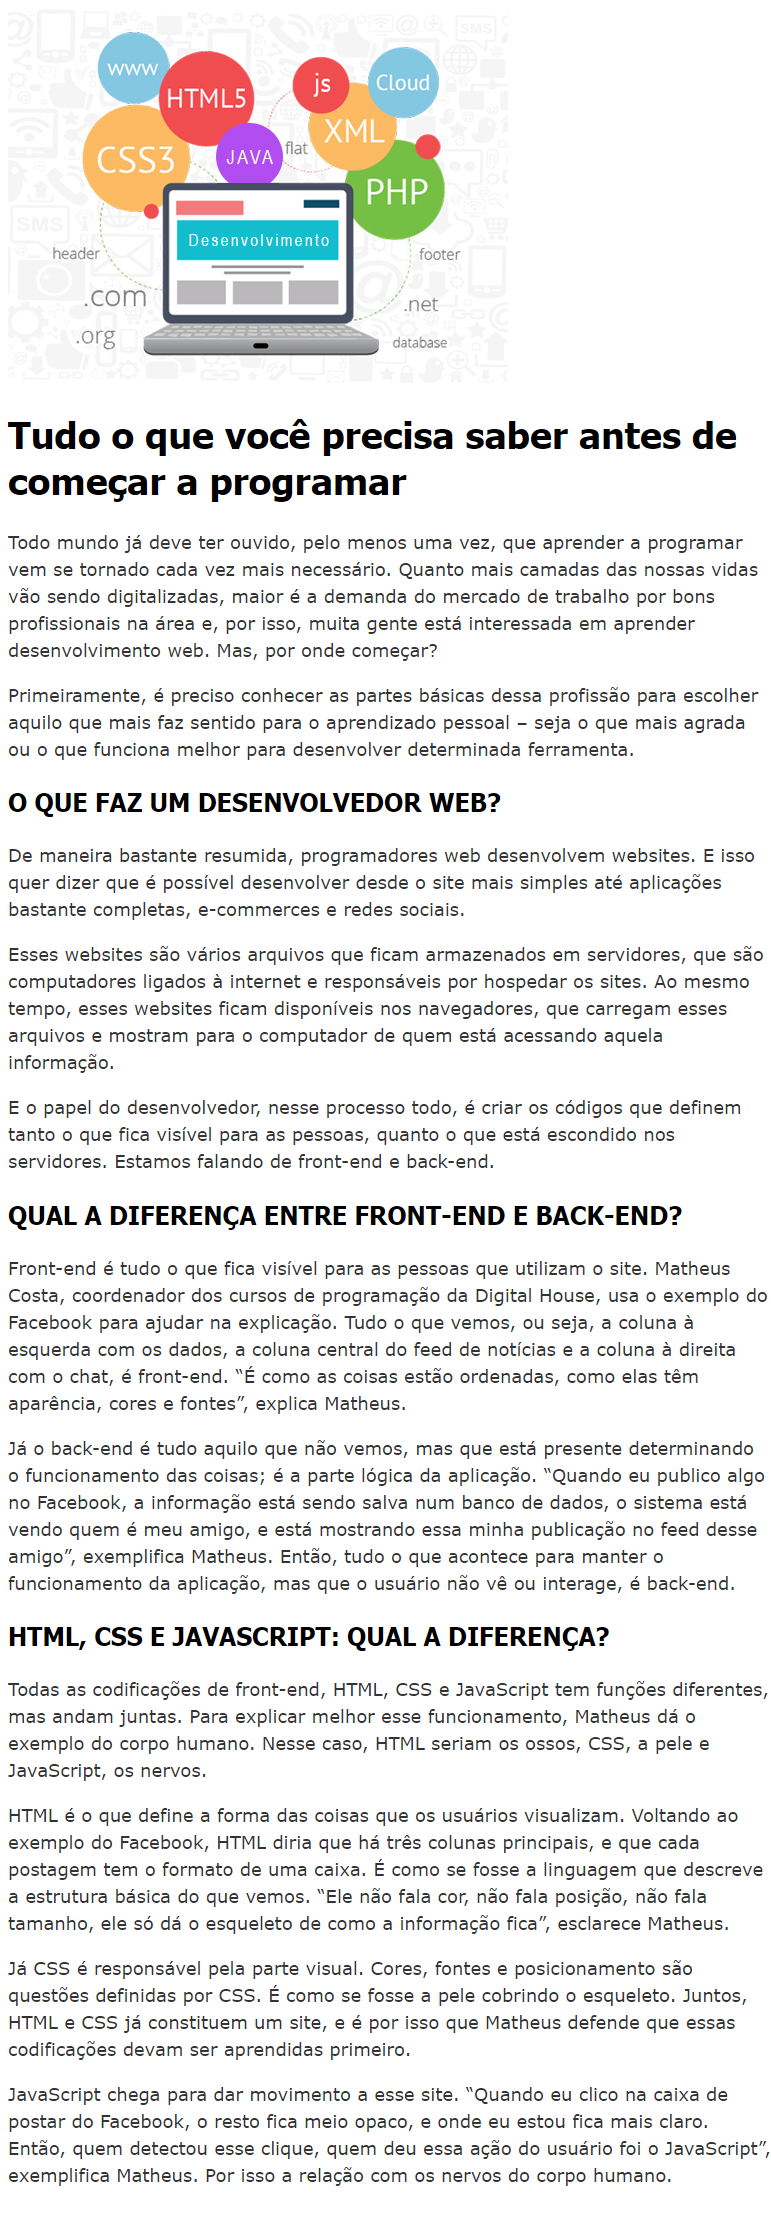 www
HTML5
js
Cloud
CSS3
JAVA
flat
XML
PHP
SMS
SMS
Desenvolvimento
header
footer
.com
.net
.org
database
Tudo o que você precisa saber antes de
começar a programar
Todo mundo já deve ter ouvido, pelo menos uma vez, que aprender a programar
vem se tornado cada vez mais necessário. Quanto mais camadas das nossas vidas
vão sendo digitalizadas, maior é a demanda do mercado de trabalho por bons
profissionais na área e, por isso, muita gente está interessada em aprender
desenvolvimento web. Mas, por onde começar?
Primeiramente, é preciso conhecer as partes básicas dessa profissão para escolher
aquilo que mais faz sentido para o aprendizado pessoal – seja o que mais agrada
ou o que funciona melhor para desenvolver determinada ferramenta.
O QUE FAZ UM DESENVOLVEDOR WEB?
De maneira bastante resumida, programadores web desenvolvem websites. E isso
quer dizer que é possível desenvolver desde o site mais simples até aplicações
bastante completas, e-commerces e redes sociais.
Esses websites são vários arquivos que ficam armazenados em servidores, que são
computadores ligados à internet e responsáveis por hospedar os sites. Ao mesmo
tempo, esses websites ficam disponíveis nos navegadores, que carregam esses
arquivos e mostram para o computador de quem está acessando aquela
informação.
E o papel do desenvolvedor, nesse processo todo, é criar os códigos que definem
tanto o que fica visível para as pessoas, quanto o que está escondido nos
servidores. Estamos falando de front-end e back-end.
QUAL A DIFERENÇA ENTRE FRONT-END E BACK-END?
Front-end é tudo o que fica visível para as pessoas que utilizam o site. Matheus
Costa, coordenador dos cursos de programação da Digital House, usa o exemplo do
Facebook para ajudar na explicação. Tudo o que vemos, ou seja, a coluna à
esquerda com os dados, a coluna central do feed de notícias e a coluna à direita
com o chat, é front-end. “É como as coisas estão ordenadas, como elas têm
aparência, cores e fontes”, explica Matheus.
Já o back-end é tudo aquilo que não vemos, mas que está presente determinando
o funcionamento das coisas; é a parte lógica da aplicação. “Quando eu publico algo
no Facebook, a informação está sendo salva num banco de dados, o sistema está
vendo quem é meu amigo, e está mostrando essa minha publicação no feed desse
amigo”, exemplifica Matheus. Então, tudo o que acontece para manter o
funcionamento da aplicação, mas que o usuário não vê ou interage, é back-end.
HTML, CSS E JAVASCRIPT: QUAL A DIFERENÇA?
Todas as codificações de front-end, HTML, CSS e JavaScript tem funções diferentes,
mas andam juntas. Para explicar melhor esse funcionamento, Matheus dá o
exemplo do corpo humano. Nesse caso, HTML seriam os ossos, CSS, a pele e
JavaScript, os nervos.
HTML é o que define a forma das coisas que os usuários visualizam. Voltando ao
exemplo do Facebook, HTML diria que há três colunas principais, e que cada
postagem tem o formato de uma caixa. É como se fosse a linguagem que descreve
a estrutura básica do que vemos. “Ele não fala cor, não fala posição, não fala
tamanho, ele só dá o esqueleto de como a informação fica”, esclarece Matheus.
Já CSS é responsável pela parte visual. Cores, fontes e posicionamento são
questões definidas por CSS. É como se fosse a pele cobrindo o esqueleto. Juntos,
HTML e CSS já constituem um site, e é por isso que Matheus defende que essas
codificações devam ser aprendidas primeiro.
JavaScript chega para dar movimento a esse site. “Quando eu clico na caixa de
postar do Facebook, o resto fica meio opaco, e onde eu estou fica mais claro.
Então, quem detectou esse clique, quem deu essa ação do usuário foi o JavaScript”,
exemplifica Matheus. Por isso a relação com os nervos do corpo humano.